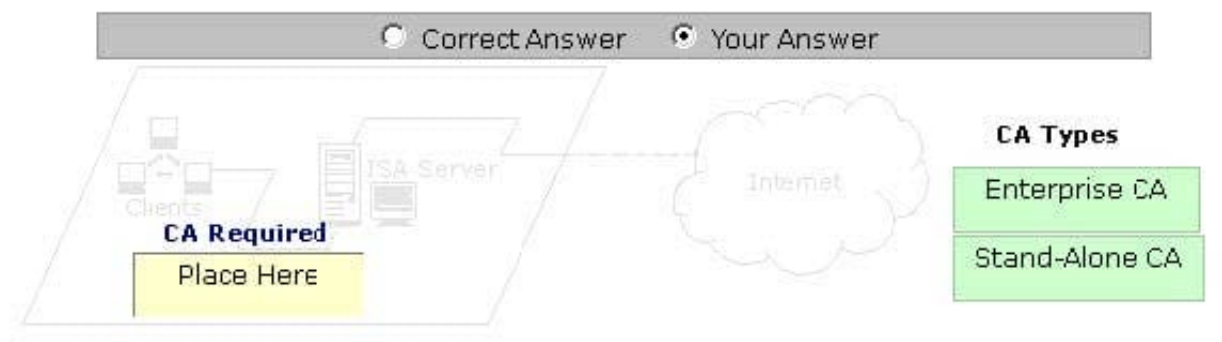 Correct Answer Your Answer
CA Types
ISA Server
Internet
Enterprise CA
Clients
CA Required
Stand-Alone CA
Place Here